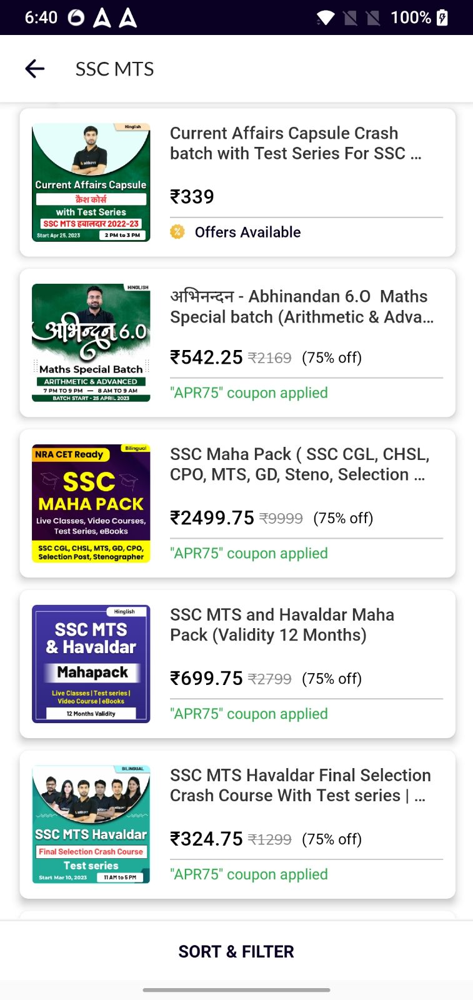 6:40
100%
SSC MTS
Hinglish
Current Affairs Capsule
क्रैश कोर्स
with Test Series
SSC MTS हवालदार 2022-23
Start Apr 25, 2023
2 PM to 3 PM
Current Affairs Capsule Crash
batch with Test Series For SSC ...
₹339
Offers Available
HINGLISH
अभिनन्दन 6.0
Maths Special Batch
ARITHMETIC & ADVANCED
7 PM TO 9 PM — 8 AM TO 9 AM
BATCH START - 25 APRIL 2023
अभिनन्दन - Abhinandan 6.O Maths
Special batch (Arithmetic & Adva...
₹542.25 ₹2169 (75% off)
"APR75" coupon applied
Bilingual
NRA CET Ready
SSC
MAHA PACK
Live Classes, Video Courses,
Test Series, eBooks
SSC CGL, CHSL, MTS, GD, CPO,
Selection Post, Stenographer
SSC Maha Pack ( SSC CGL, CHSL,
CPO, MTS, GD, Steno, Selection ...
₹2499.75 ₹9999 (75% off)
"APR75" coupon applied
Hinglish
SSC MTS
& Havaldar
Mahapack
Live Classes | Test series |
Video Course | eBooks
12 Months Validity
SSC MTS and Havaldar Maha
Pack (Validity 12 Months)
₹699.75 ₹2799 (75% off)
"APR75" coupon applied
BILINGUAL
SSC MTS Havaldar
Final Selection Crash Course
Test series
Start Mar 10, 2023
11 AM to 5 PM
SSC MTS Havaldar Final Selection
Crash Course With Test series | ...
₹324.75 ₹1299 (75% off)
"APR75" coupon applied
SORT & FILTER